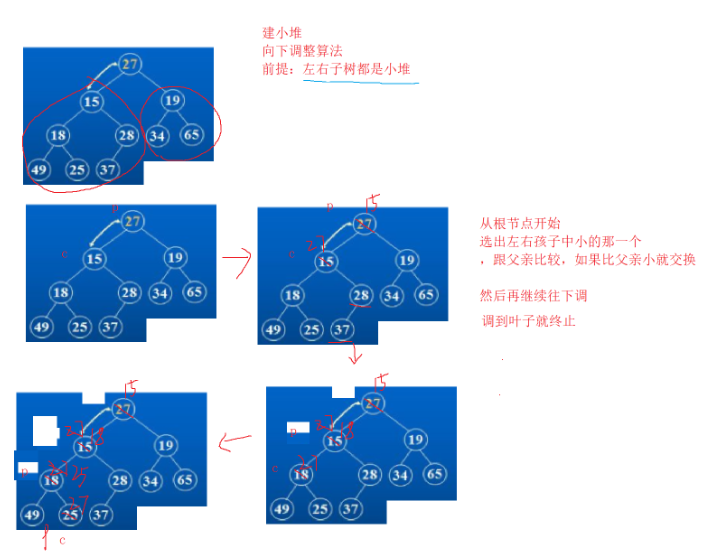 建小堆
向下调整算法
前提：左右子树都是小堆
27
15 19
18 28 34 65
49 25 37
p 15
27
c 15 19
18 28 34 65
49 25 37
p 15
27
27
c 15 19
18 28 34 65
49 25 37
从根节点开始
选出左右孩子中小的那一个
，跟父亲比较，如果比父亲小就交换
然后再继续往下调
调到叶子就终止
15
27
27 18
15 19
p 27 25
18 28 34 65
27
49 25 37
c
15
27
p 27 18
15 19
c 27
18 28 34 65
49 25 37